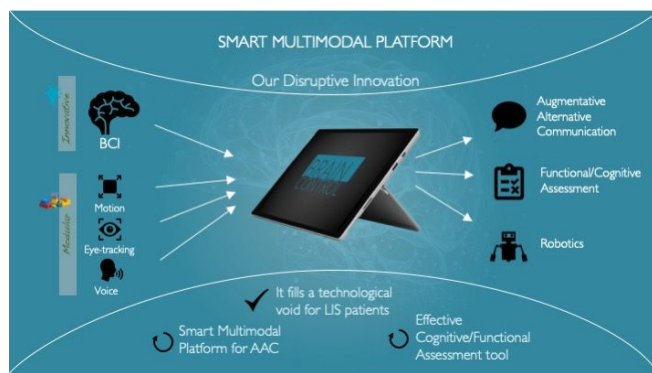 SMART MULTIMODAL PLATFORM
Our Disruptive Innovation
Innovative
BCI
Modular
Motion
Eye-tracking
Voice
BRAIN
CONTROL
Augmentative
Alternative
Communication
Functional/Cognitive
Assessment
Robotics
It fills a technological
void for LIS patients
Smart Multimodal
Platform for AAC
Effective
Cognitive/Functional
Assessment tool